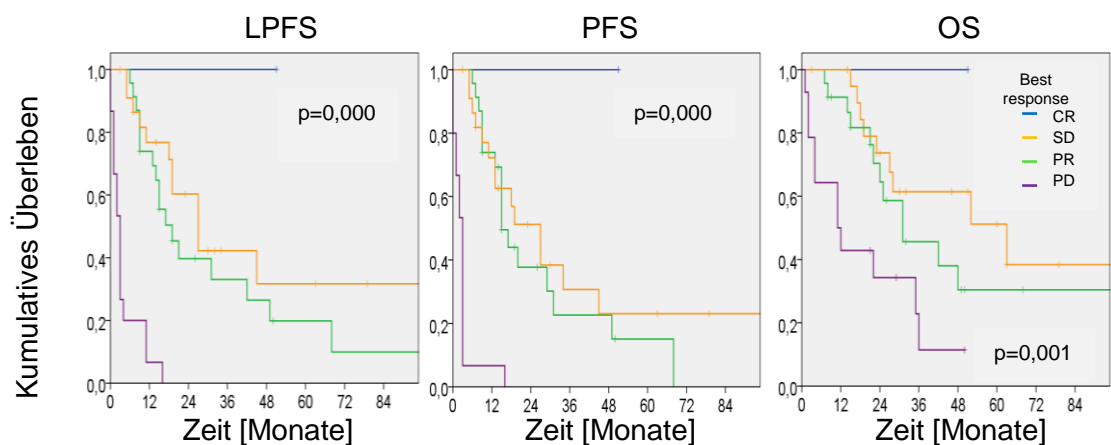 LPFS PFS OS
Kumulatives Überleben
1,0 1,0 1,0
p=0,000 p=0,000
Best
response
CR
SD
PR
PD
0,8 0,8 0,8
0,6 0,6 0,6
0,4 0,4 0,4
0,2 0,2 0,2
p=0,001
0,0 0,0 0,0
0 12 24 36 48 60 72 84 0 12 24 36 48 60 72 84 0 12 24 36 48 60 72 84
Zeit [Monate] Zeit [Monate] Zeit [Monate]